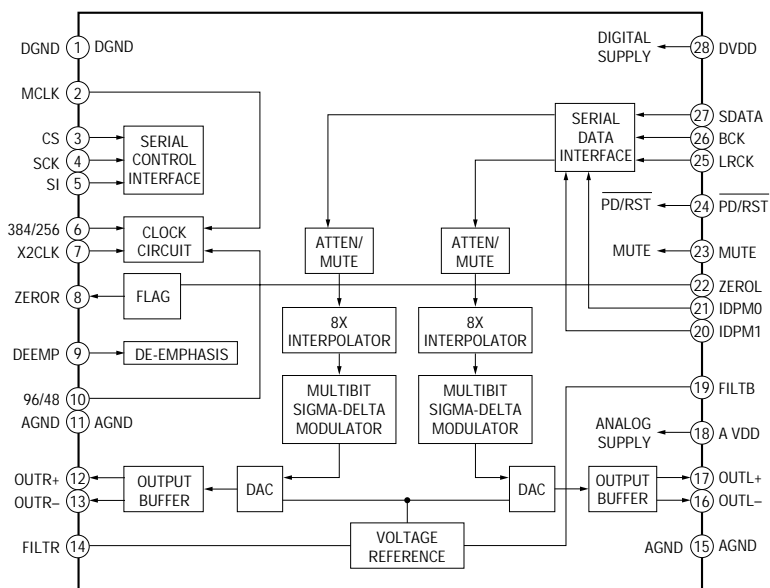 DGND 1 DGND
MCLK 2
CS 3
SCK 4
SI 5
SERIAL
CONTROL
INTERFACE
384/256 6
X2CLK 7
CLOCK
CIRCUIT
ZEROR 8
FLAG
DEEMP 9
DE-EMPHASIS
96/48 10
AGND 11 AGND
OUTR+ 12
OUTR– 13
OUTPUT
BUFFER
DAC
FILTR 14
ATTEN/
MUTE
8X
INTERPOLATOR
MULTIBIT
SIGMA-DELTA
MODULATOR
ATTEN/
MUTE
8X
INTERPOLATOR
MULTIBIT
SIGMA-DELTA
MODULATOR
VOLTAGE
REFERENCE
DAC
OUTPUT
BUFFER
SERIAL
DATA
INTERFACE
DIGITAL
SUPPLY
28 DVDD
27 SDATA
26 BCK
25 LRCK
PD/RST 24 PD/RST
MUTE 23 MUTE
22 ZEROL
21 IDPM0
20 IDPM1
19 FILTB
ANALOG
SUPPLY
18 A VDD
17 OUTL+
16 OUTL–
AGND 15 AGND